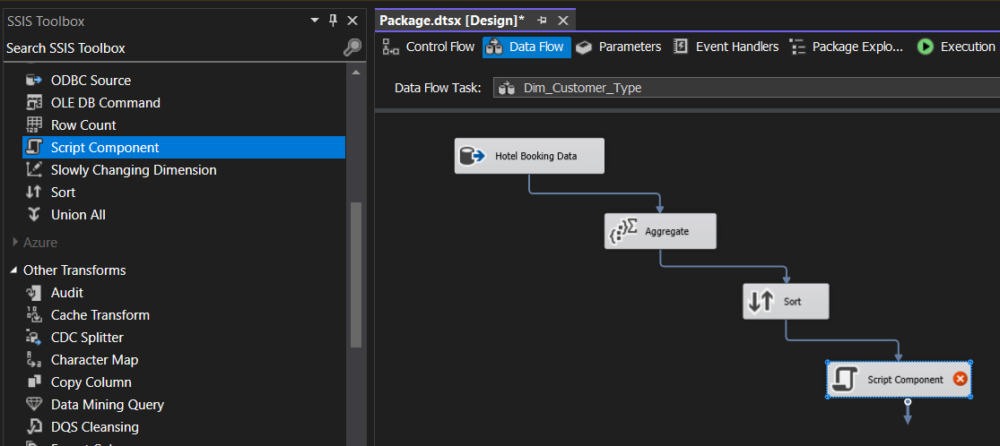 SSIS Toolbox
Search SSIS Toolbox
ODBC Source
OLE DB Command
Row Count
Script Component
Slowly Changing Dimension
Sort
Union All
Azure
Other Transforms
Audit
Cache Transform
CDC Splitter
Character Map
Copy Column
Data Mining Query
DQS Cleansing
Package.dtsx [Design]*
Control Flow
Data Flow
Parameters
Event Handlers
Package Explo...
Execution
Data Flow Task:
Dim_Customer_Type
Hotel Booking Data
Aggregate
Sort
Script Component